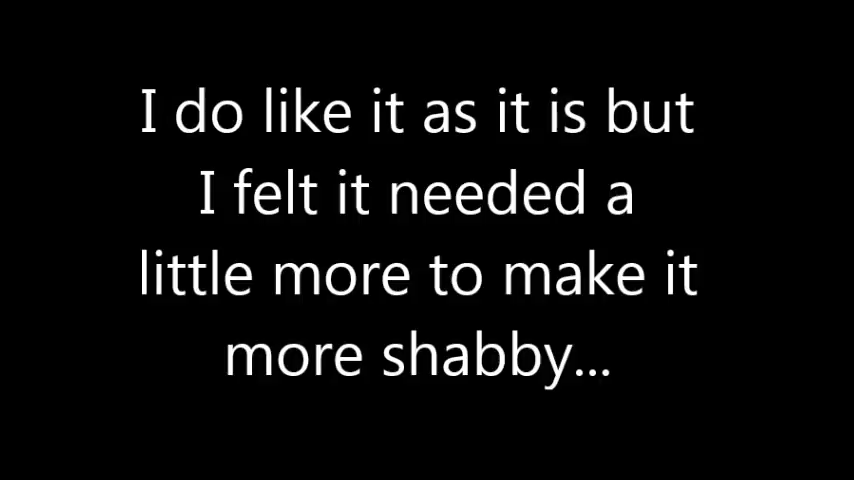 I do like it as it is but
I felt it needed a
little more to make it
more shabby...